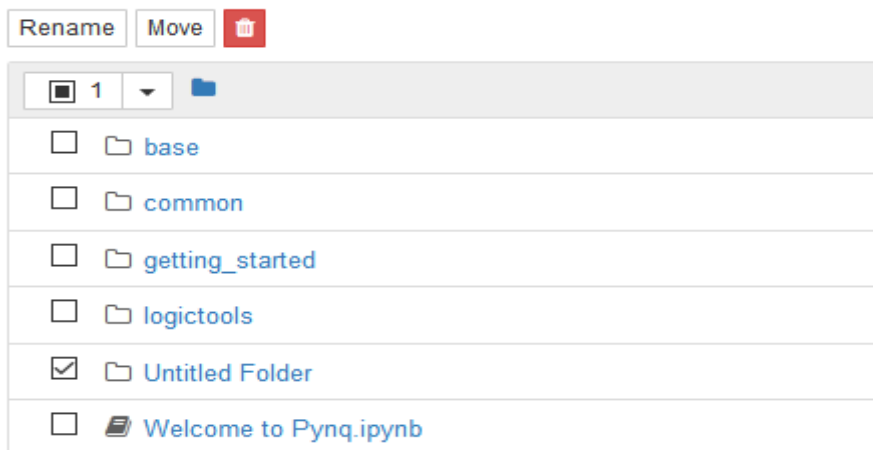 Rename Move
1
base
common
getting_started
logictools
Untitled Folder
Welcome to Pynq.ipynb